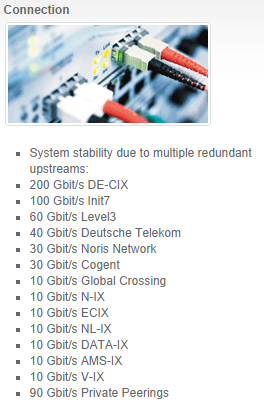 Connection
System stability due to multiple redundant
upstreams:
200 Gbit/s DE-CIX
100 Gbit/s Init7
60 Gbit/s Level3
40 Gbit/s Deutsche Telekom
30 Gbit/s Noris Network
30 Gbit/s Cogent
10 Gbit/s Global Crossing
10 Gbit/s N-IX
10 Gbit/s ECIX
10 Gbit/s NL-IX
10 Gbit/s DATA-IX
10 Gbit/s AMS-IX
10 Gbit/s V-IX
90 Gbit/s Private Peerings